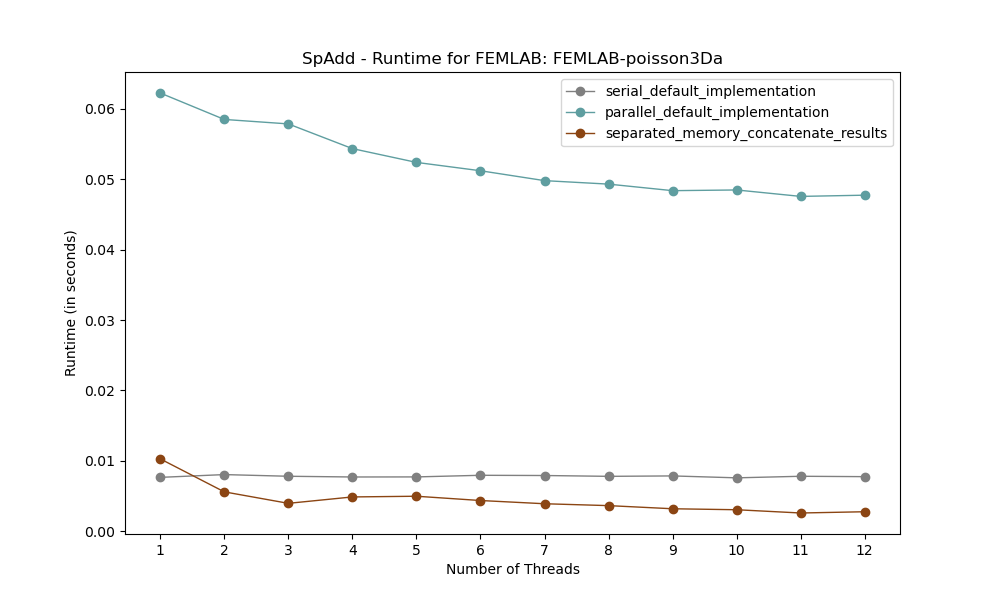 SpAdd - Runtime for FEMLAB: FEMLAB-poisson3Da
serial_default_implementation
parallel_default_implementation
separated_memory_concatenate_results
Runtime (in seconds)
0.06
0.05
0.04
0.03
0.02
0.01
0.00
1 2 3 4 5 6 7 8 9 10 11 12
Number of Threads